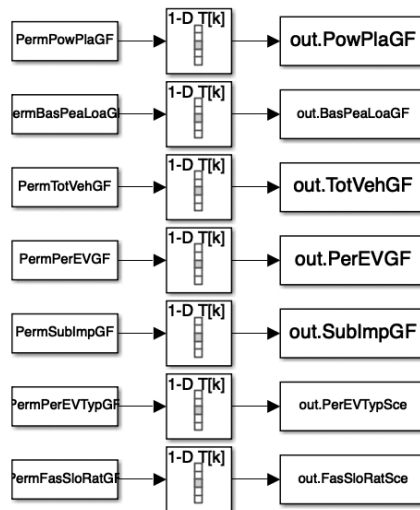 PermPowPlaGF 1-D T[k] out.PowPlaGF
ermBasPeaLoaG 1-D T[k] out.BasPeaLoaGF
PermTotVehGF 1-D T[k] out.TotVehGF
PermPerEVGF 1-D T[k] out.PerEVGF
PermSubImpGF 1-D T[k] out.SubImpGF
PermPerEVTypGF 1-D T[k] out.PerEVTypSce
PermFasSloRatGF 1-D T[k] out.FasSloRatSce